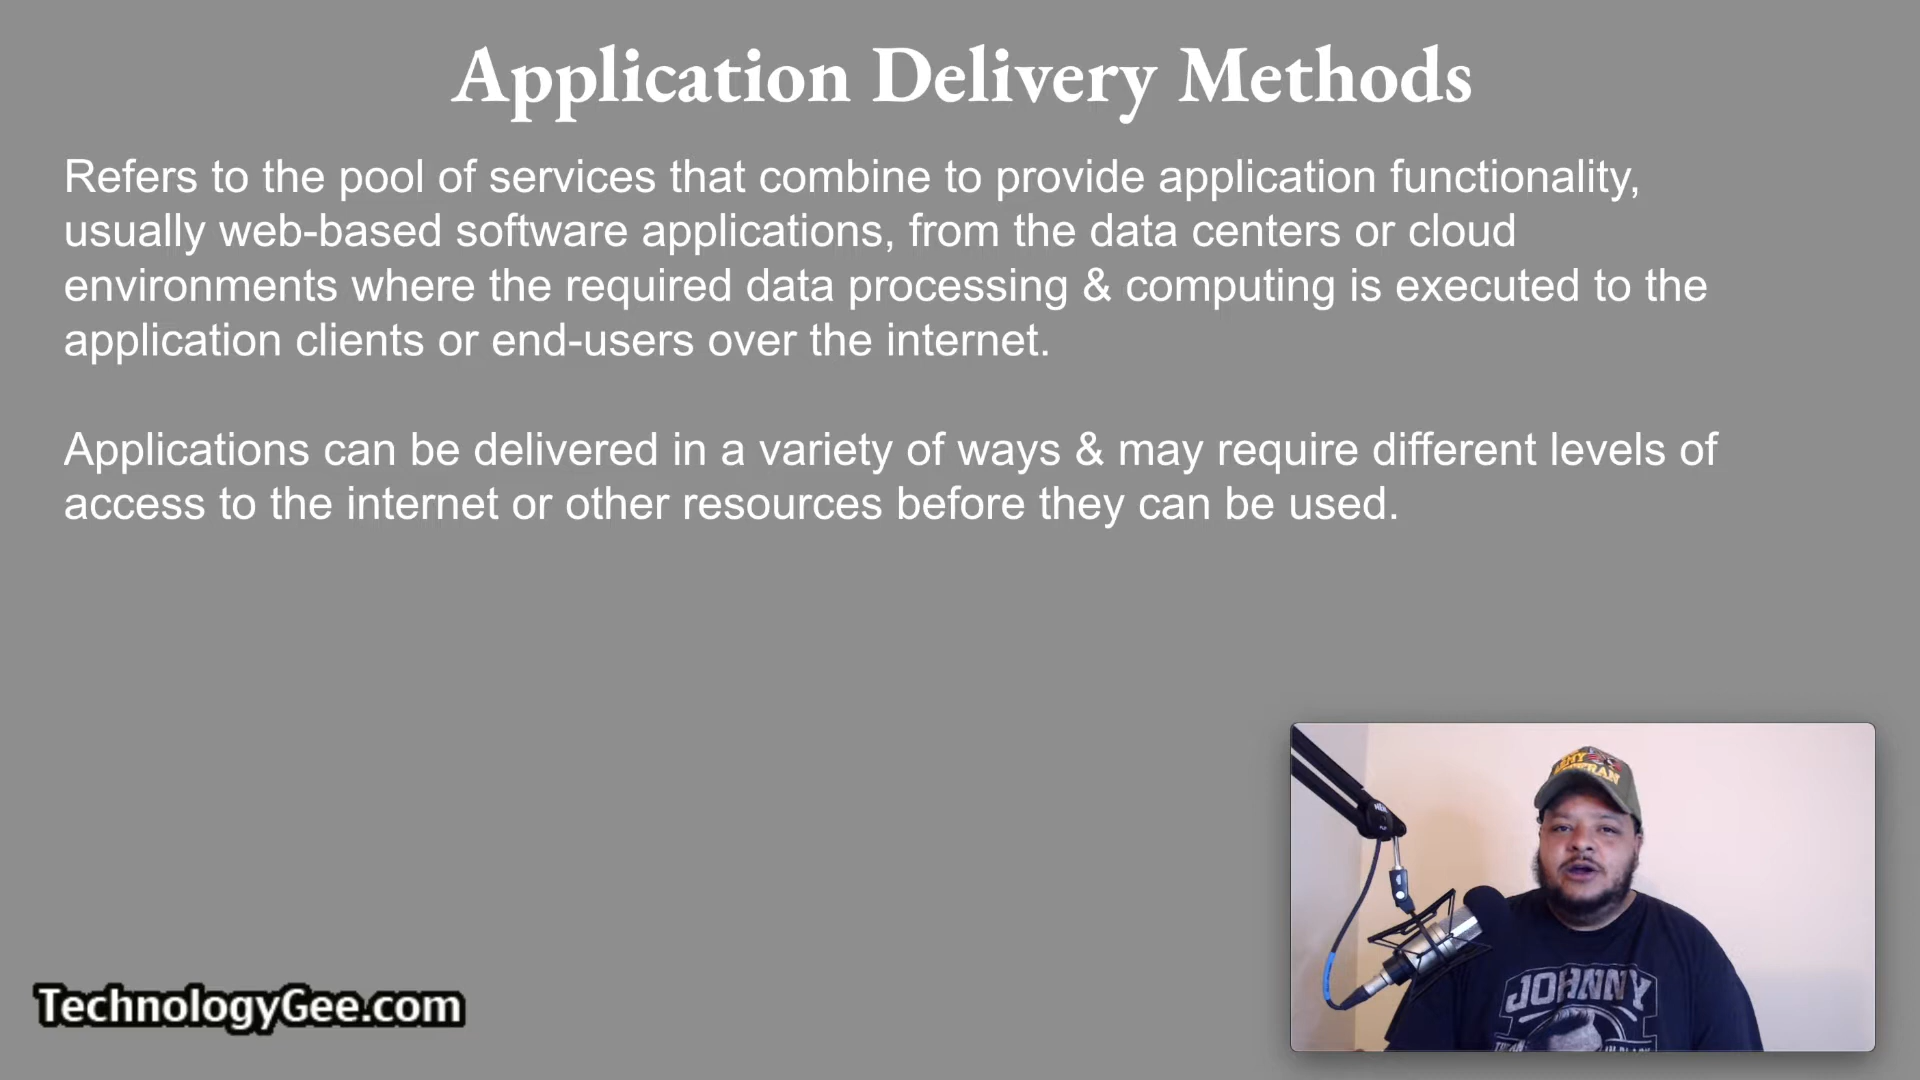 Application Delivery Methods
Refers to the pool of services that combine to provide application functionality,
usually web-based software applications, from the data centers or cloud
environments where the required data processing & computing is executed to the
application clients or end-users over the internet.
Applications can be delivered in a variety of ways & may require different levels of
access to the internet or other resources before they can be used.
TechnologyGee.com
JOHNNY